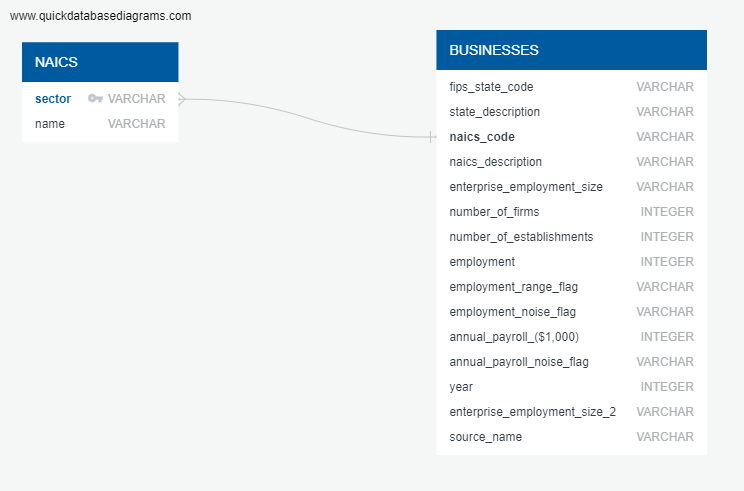 www.quickdatabasediagrams.com
NAICS
sector VARCHAR
name VARCHAR
BUSINESSES
fips_state_code VARCHAR
state_description VARCHAR
naics_code VARCHAR
naics_description VARCHAR
enterprise_employment_size VARCHAR
number_of_firms INTEGER
number_of_establishments INTEGER
employment INTEGER
employment_range_flag VARCHAR
employment_noise_flag VARCHAR
annual_payroll_($1,000) INTEGER
annual_payroll_noise_flag VARCHAR
year INTEGER
enterprise_employment_size_2 VARCHAR
source_name VARCHAR